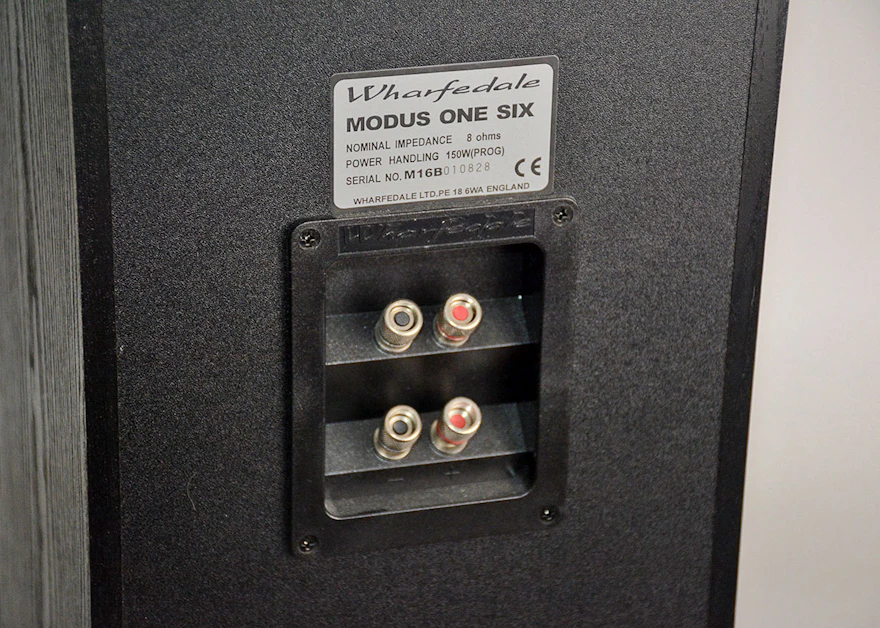 Wharfedale
MODUS ONE SIX
NOMINAL IMPEDANCE 8 ohms
POWER HANDLING 150W(PROG)
SERIAL NO. M16B010828 CE
WHARFEDALE LTD.PE 18 6WA ENGLAND
Wharfedale
- +